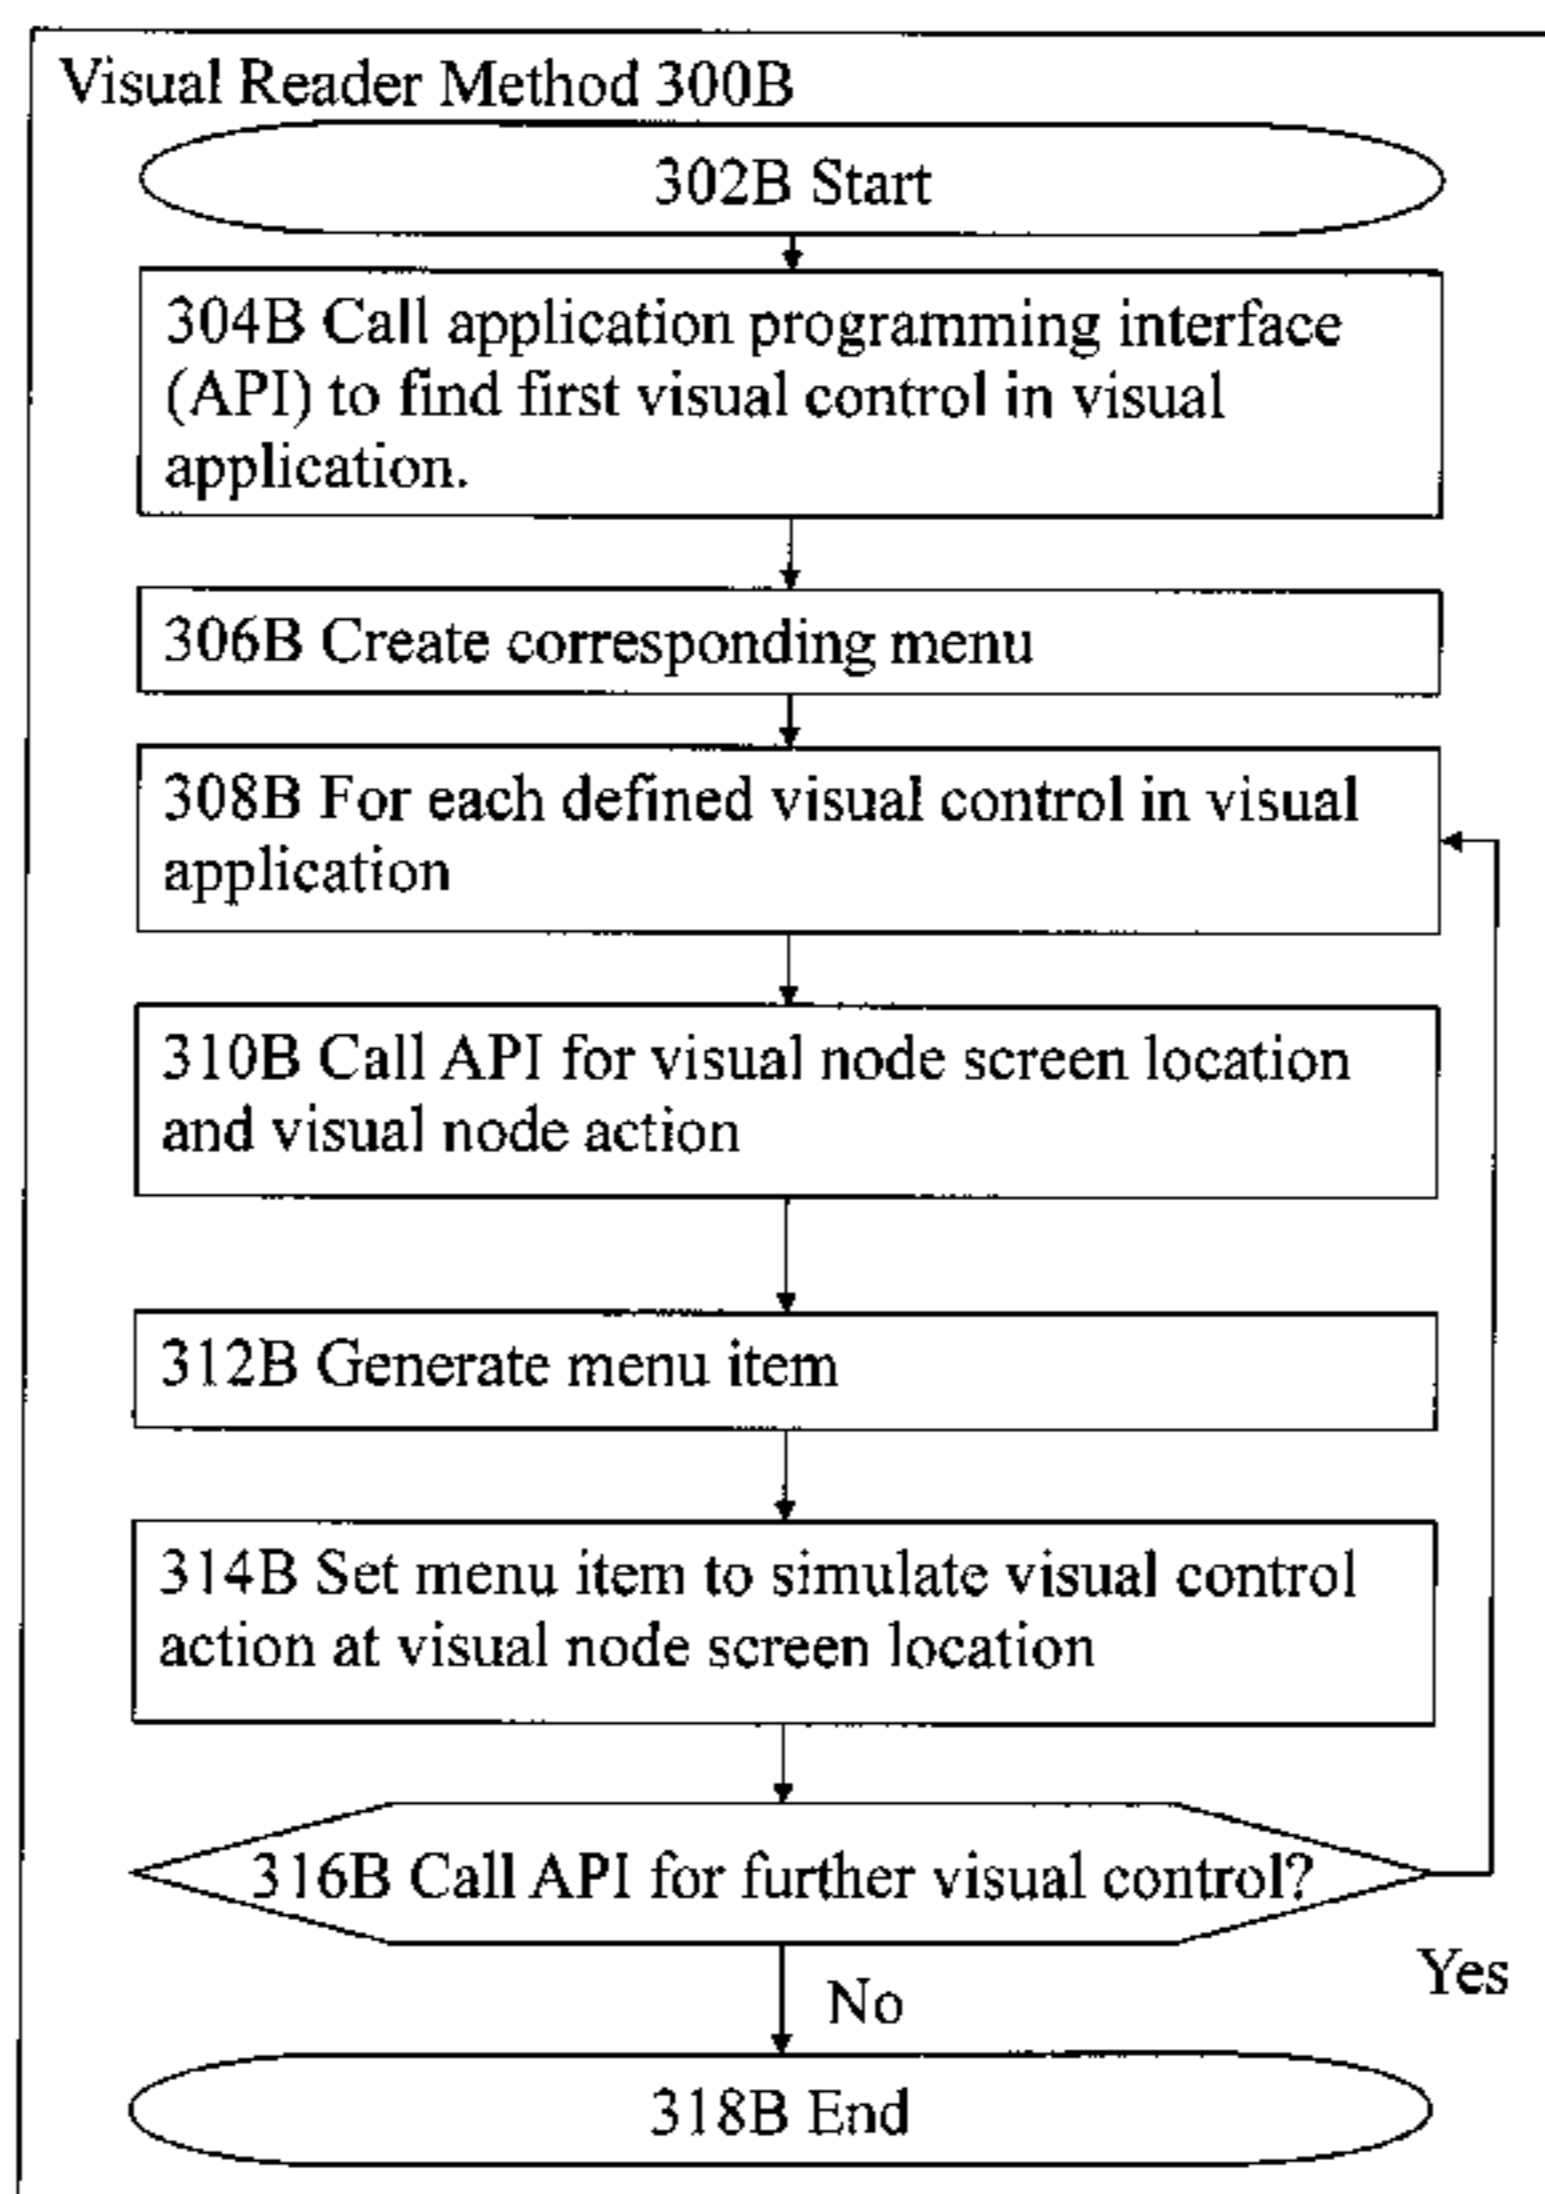 Visual Reader Method 300B
302B Start
304B Call application programming interface
(API) to find first visual control in visual
application.
306B Create corresponding menu
308B For each defined visual control in visual
application
310B Call API for visual node screen location
and visual node action
312B Generate menu item
314B Set menu item to simulate visual control
action at visual node screen location
316B Call API for further visual control?
Yes
No
318B End